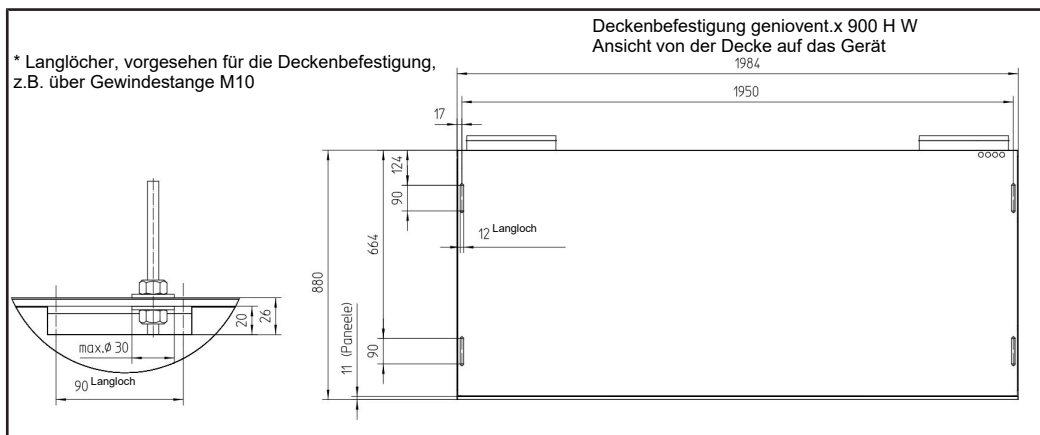 Deckenbefestigung geniovent.x 900 H W
Ansicht von der Decke auf das Gerät
* Langlöcher, vorgesehen für die Deckenbefestigung,
z.B. über Gewindestange M10
1984
1950
17
124
90
12 Langloch
664
880
90
11 (Paneele)
20
26
max.Ø 30
90 Langloch